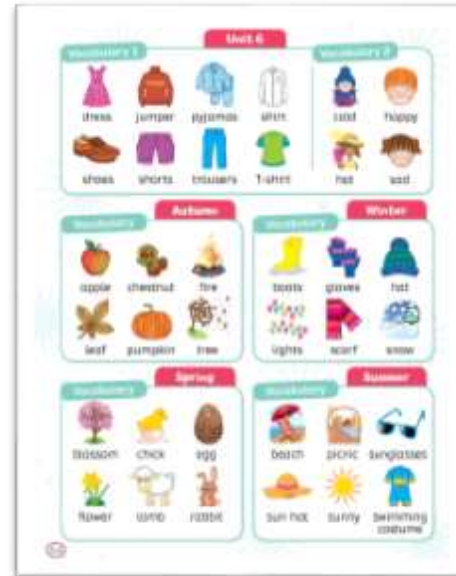 Unit 6
Vocabulary 1
Vocabulary 2
dress jumper pyjamas shirt
cold happy
shoes shorts trousers T-shirt
hot sad
Autumn
Vocabulary
apple chestnut fire
leaf pumpkin tree
Winter
Vocabulary
boots gloves hat
lights scarf snow
Spring
Vocabulary
blossom chick egg
flower lamb rabbit
Summer
Vocabulary
beach picnic sunglasses
sun hat sunny swimming
costume